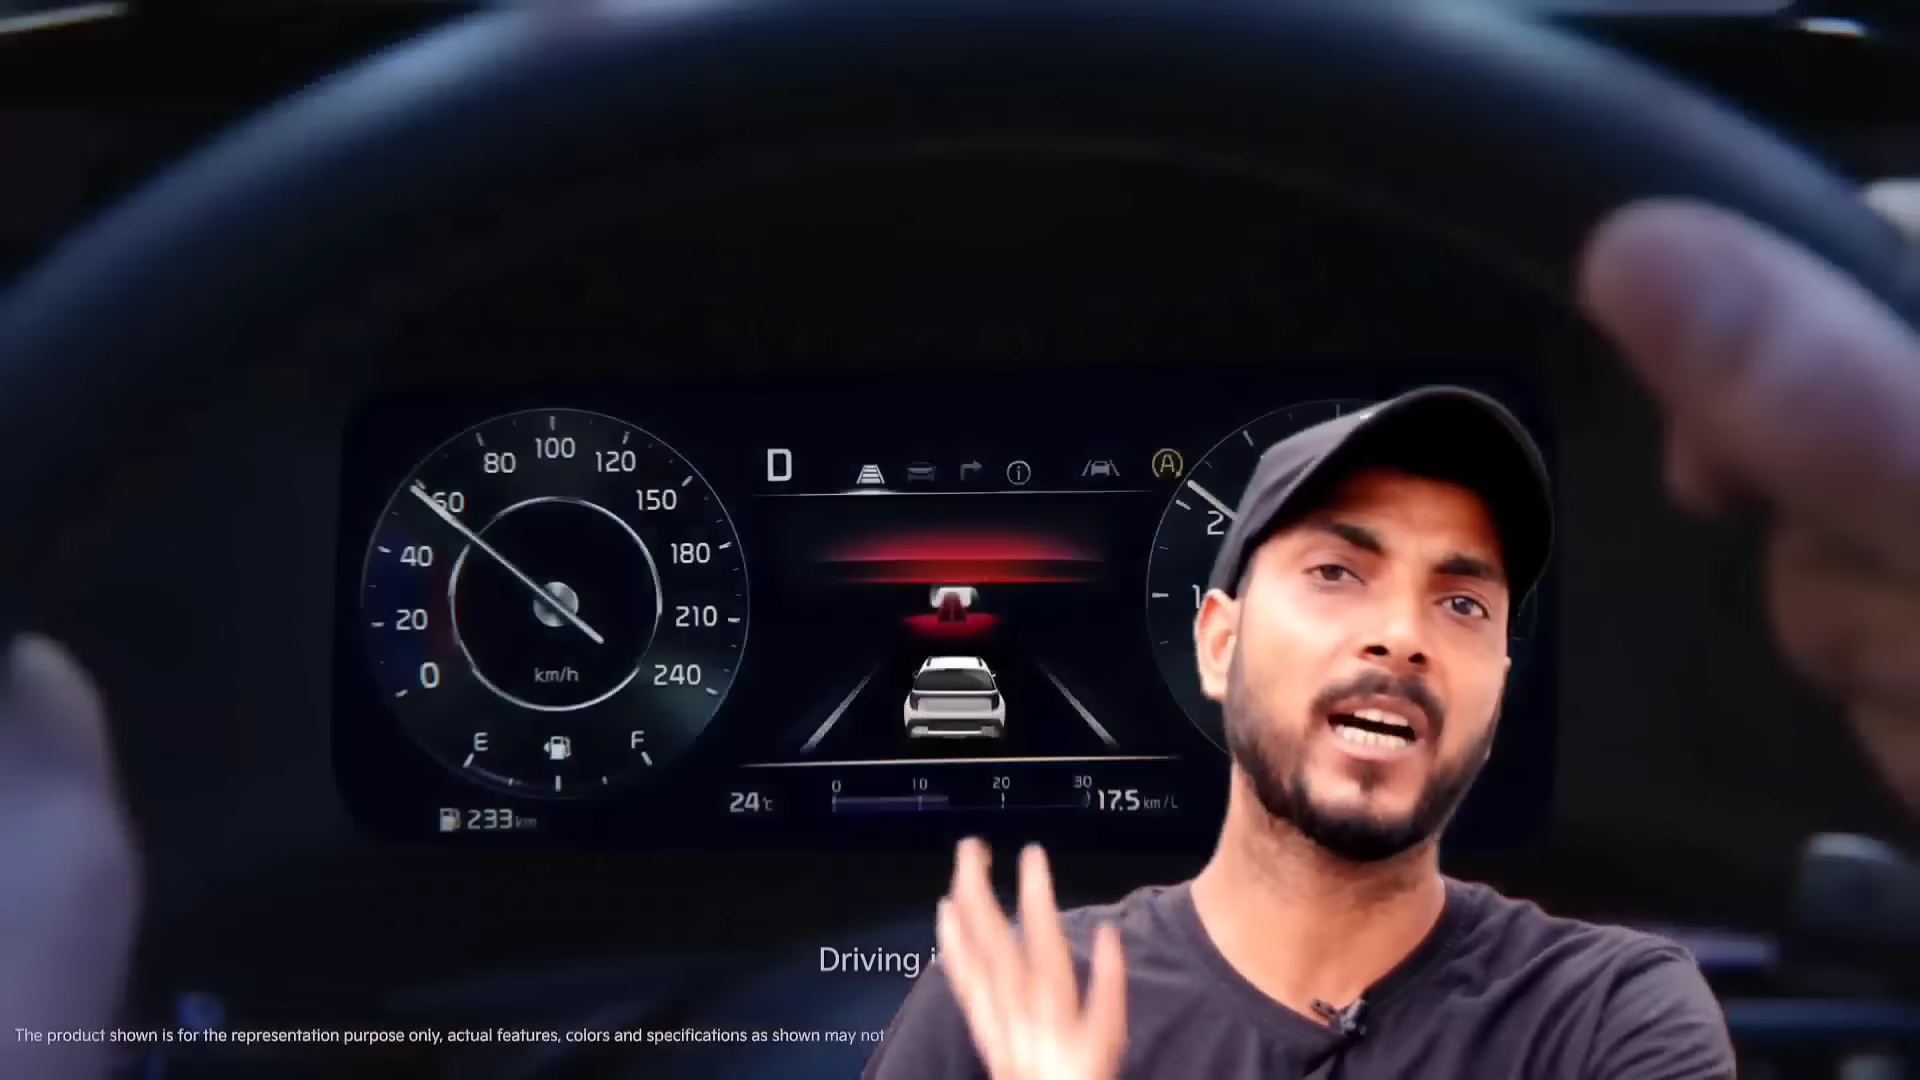 80 100 120
60 150
40 180
20 210
0 km/h 240
E F
233 km
D
A
24°c
0 10 20 30
17.5 km/L
2
1
Driving
The product shown is for the representation purpose only, actual features, colors and specifications as shown may not